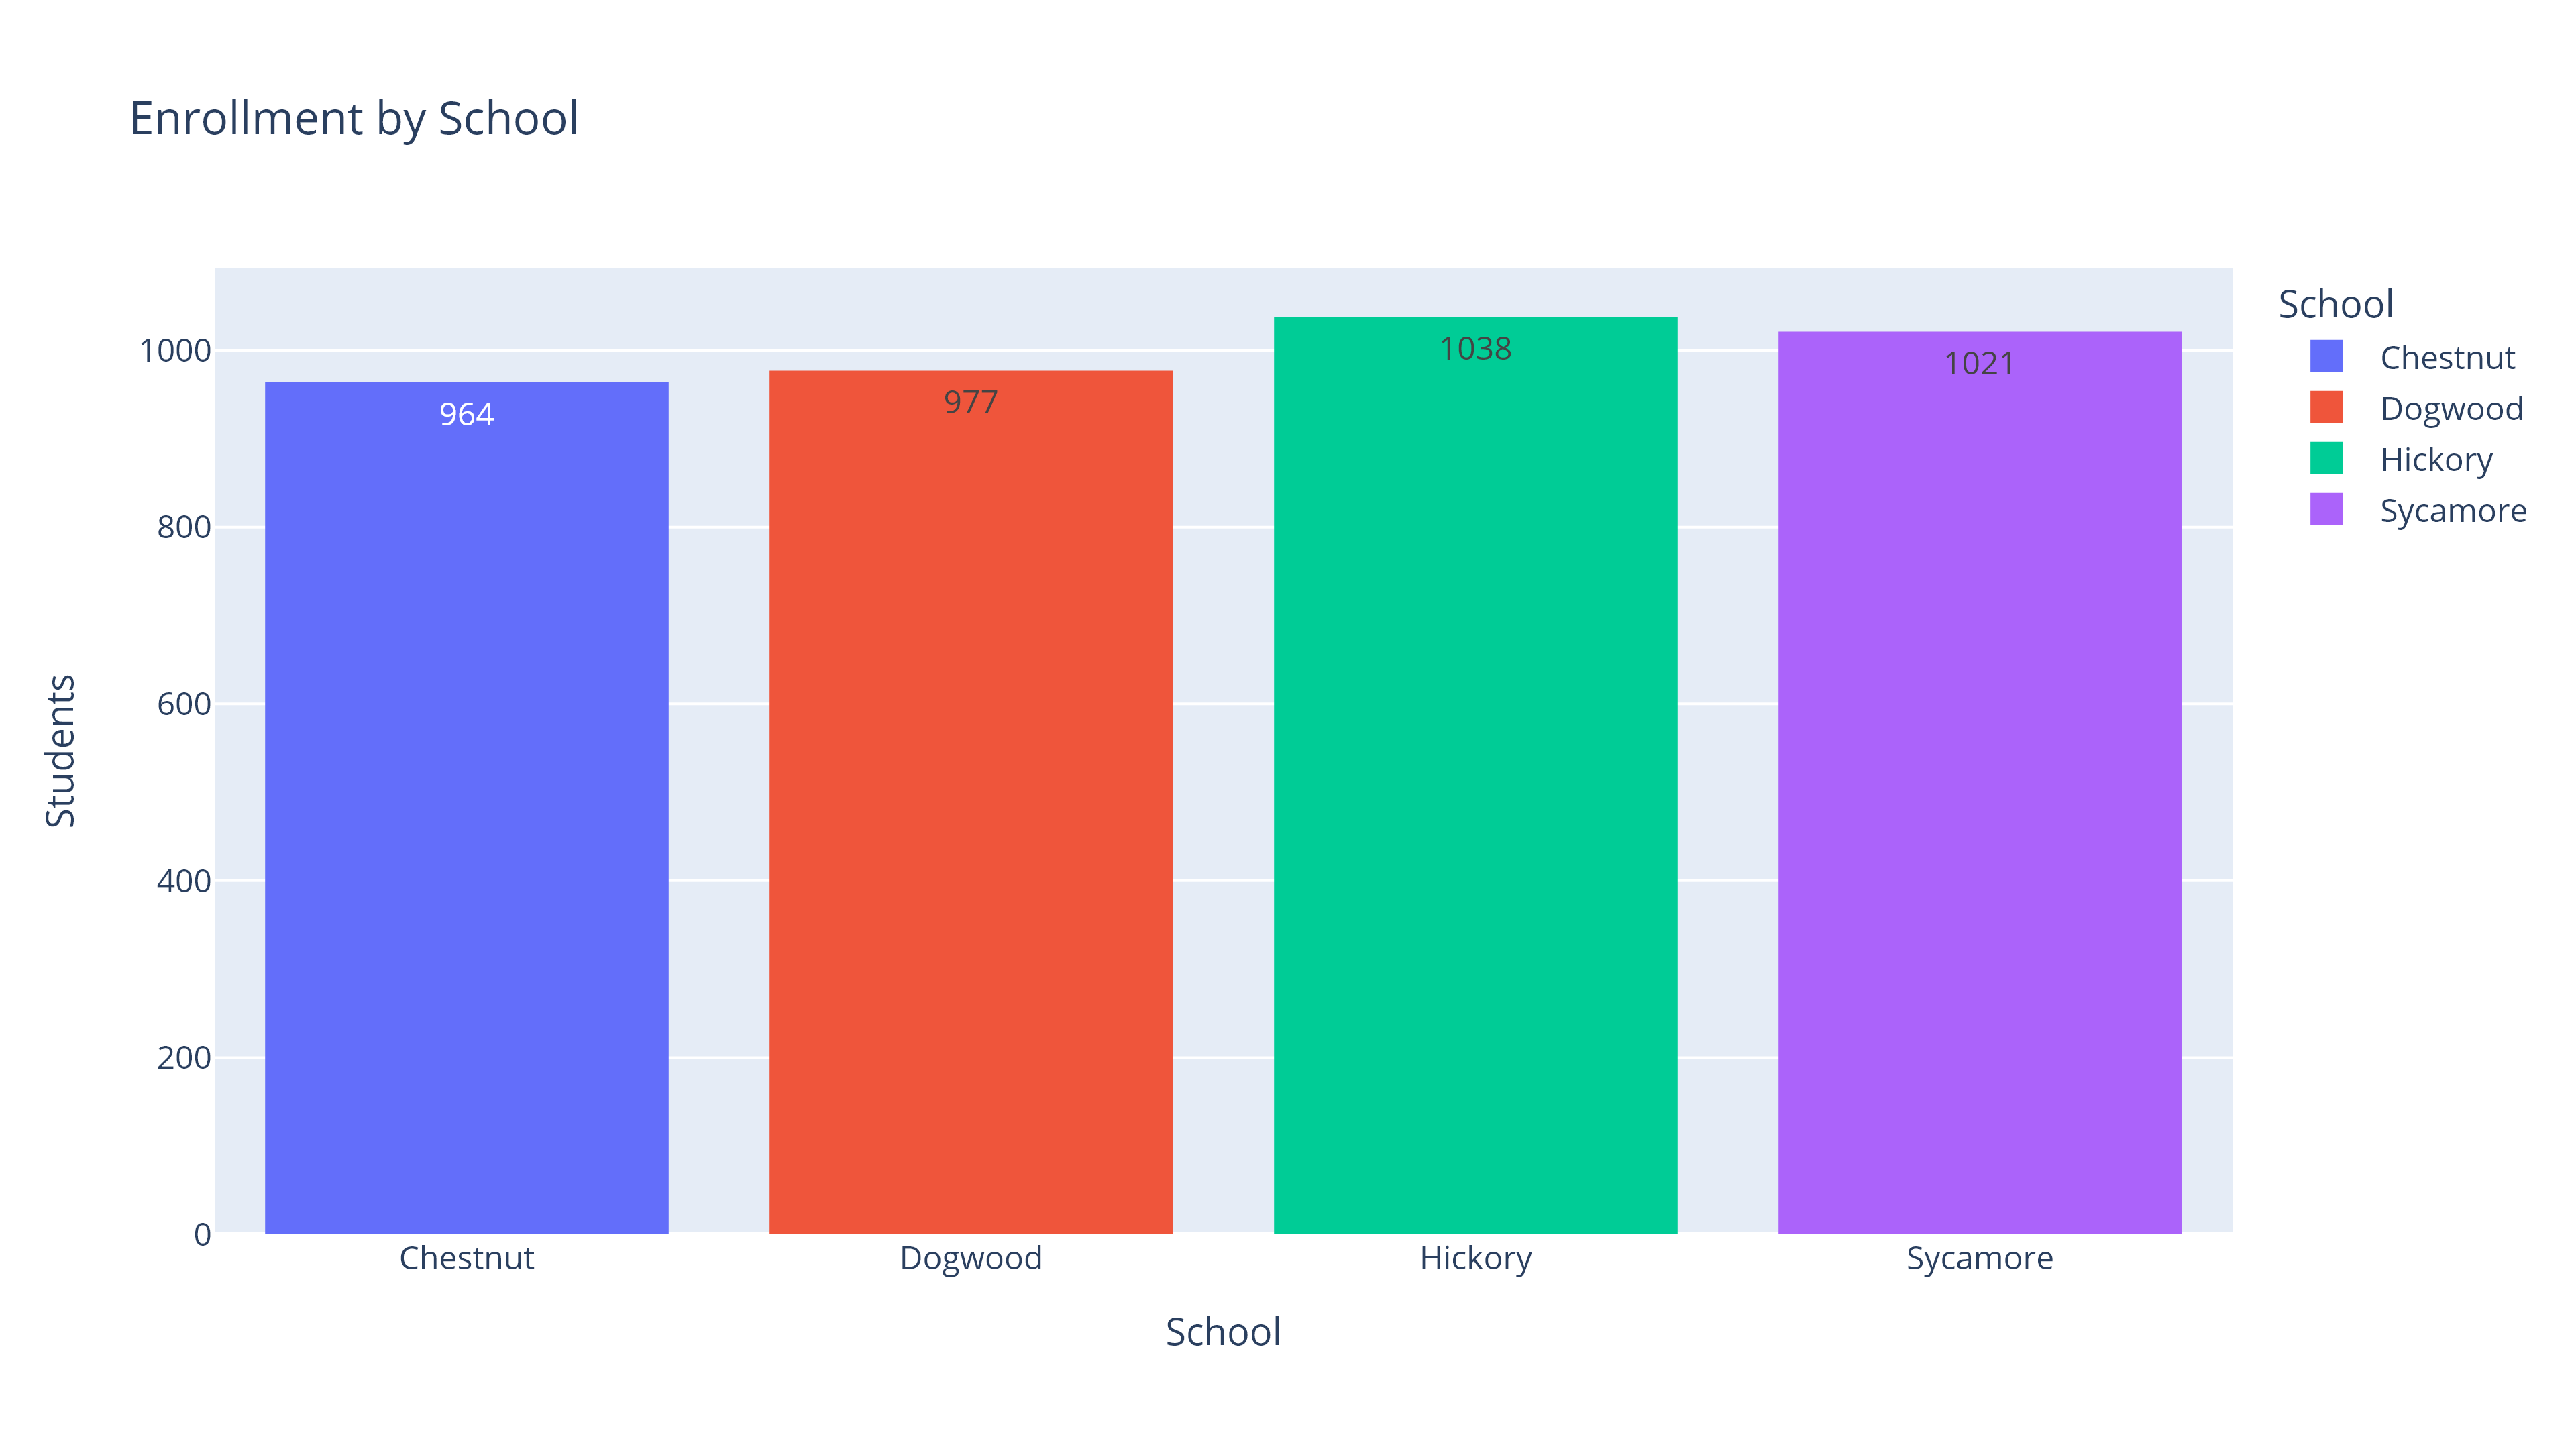 Enrollment by School
School
Chestnut
Dogwood
Hickory
Sycamore
1000
800
600
400
200
0
Students
964
977
1038
1021
Chestnut
Dogwood
Hickory
Sycamore
School